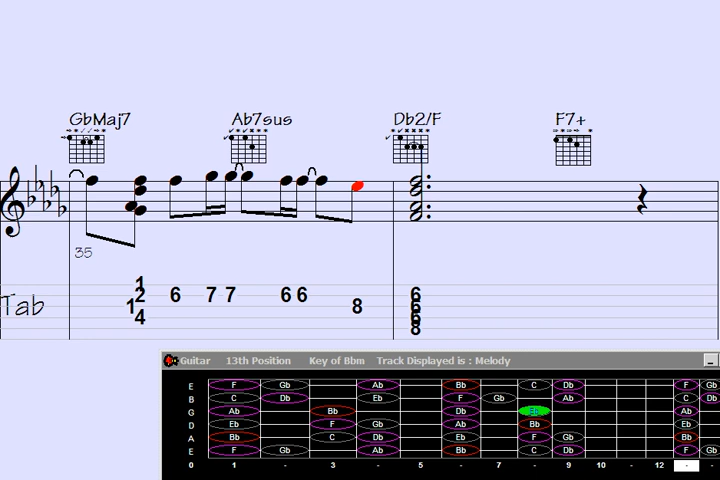 GbMaj7 Ab7sus Db2/F F7+
35
Tab
1
2 6 7 7 6 6 6
1 8 6
4 6
8
Guitar 13th Position Key of Bbm Track Displayed is : Melody
E F Gb Ab Bb C Db F Gb
B C Db Eb F Gb Ab C Db
G Ab Bb Db Eb Ab
D Eb F Gb Ab Bb Eb
A Bb C Db Eb F Gb Bb
E F Gb Ab Bb C Db F Gb
0 1 - 3 - 5 - 7 - 9 10 - 12 - -